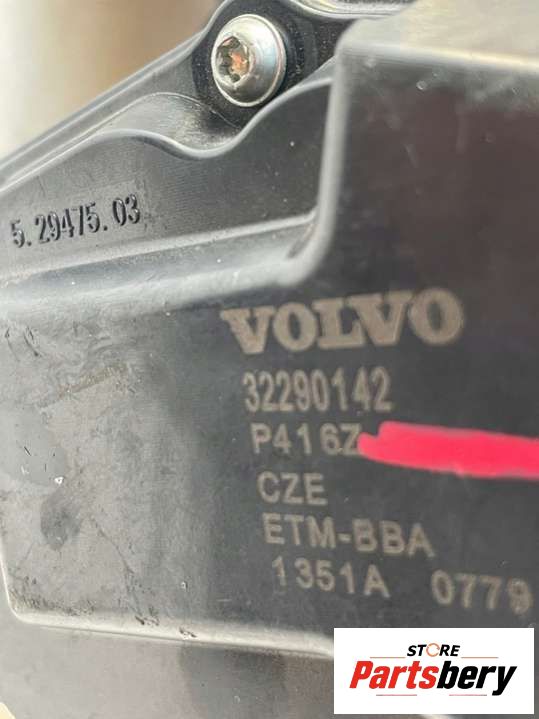 5.29475.03
VOLVO
32290142
P416Z
CZE
ETM-BBA
1351A 0779
STORE
Partsbery